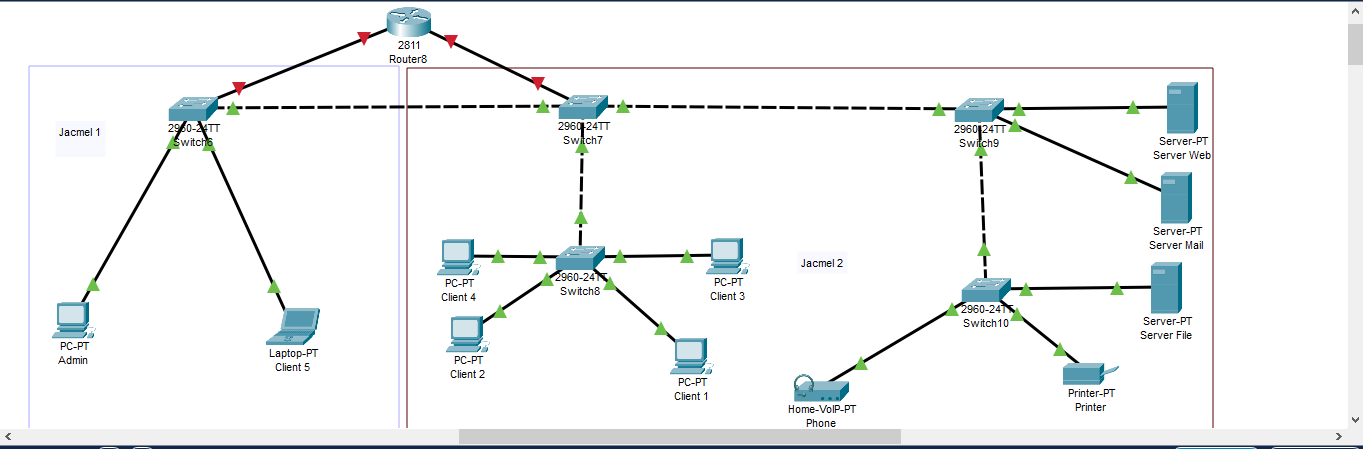 2811
Router8
Jacmel 1
2960-24TT
Switch6
2960-24TT
Switch7
2960-24TT
Switch9
Server-PT
Server Web
Server-PT
Server Mail
PC-PT
Client 4
2960-24TT
Switch8
PC-PT
Client 3
Jacmel 2
PC-PT
Admin
Laptop-PT
Client 5
PC-PT
Client 2
PC-PT
Client 1
2960-24TT
Switch10
Server-PT
Server File
Home-VoIP-PT
Phone
Printer-PT
Printer